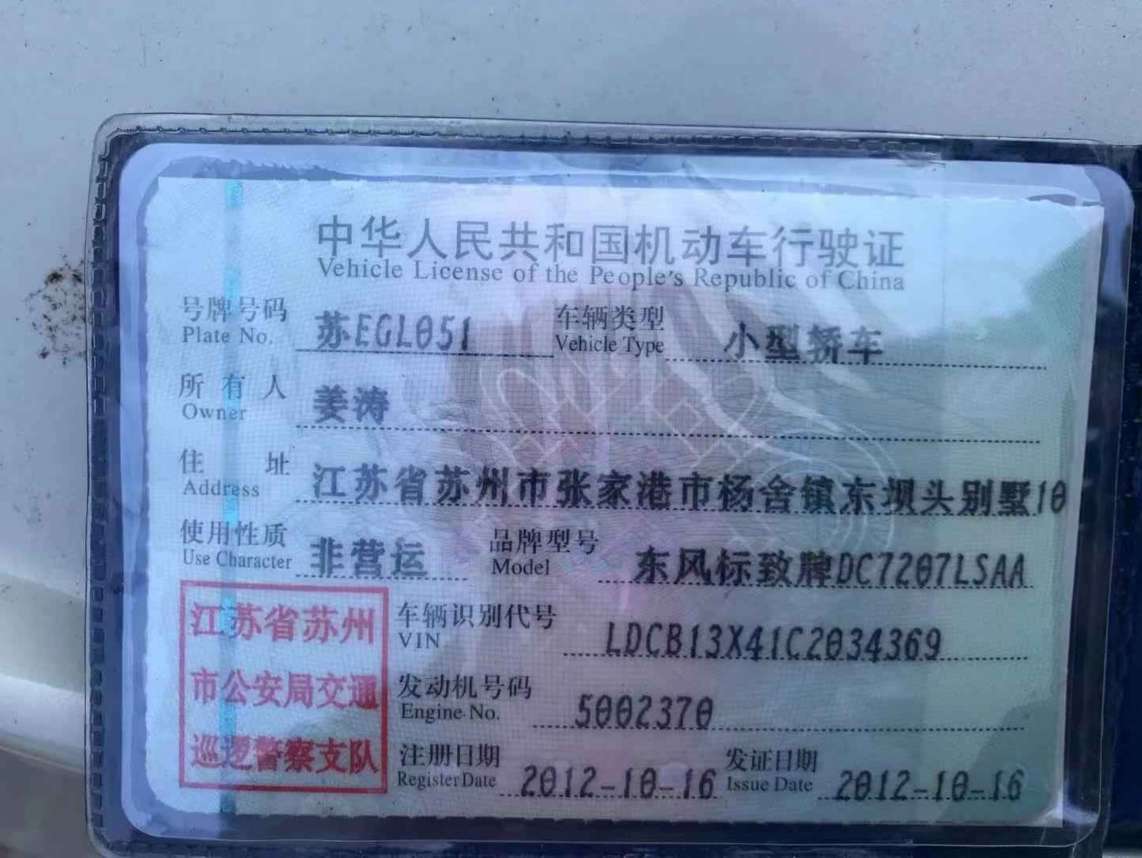 中华人民共和国机动车行驶证
Vehicle License of the People's Republic of China
号牌号码 苏EGL051 车辆类型 小型轿车
Plate No. Vehicle Type
所有人 姜涛
Owner
住址 江苏省苏州市张家港市杨舍镇东坝头别墅10
Address
使用性质 非营运 品牌型号 东风标致牌DC7207LSAA
Use Character Model
江苏省苏州
市公安局交通
巡逻警察支队
车辆识别代号 LDCB13X41C2034369
VIN
发动机号码 5002370
Engine No.
注册日期 2012-10-16 发证日期 2012-10-16
Register Date Issue Date